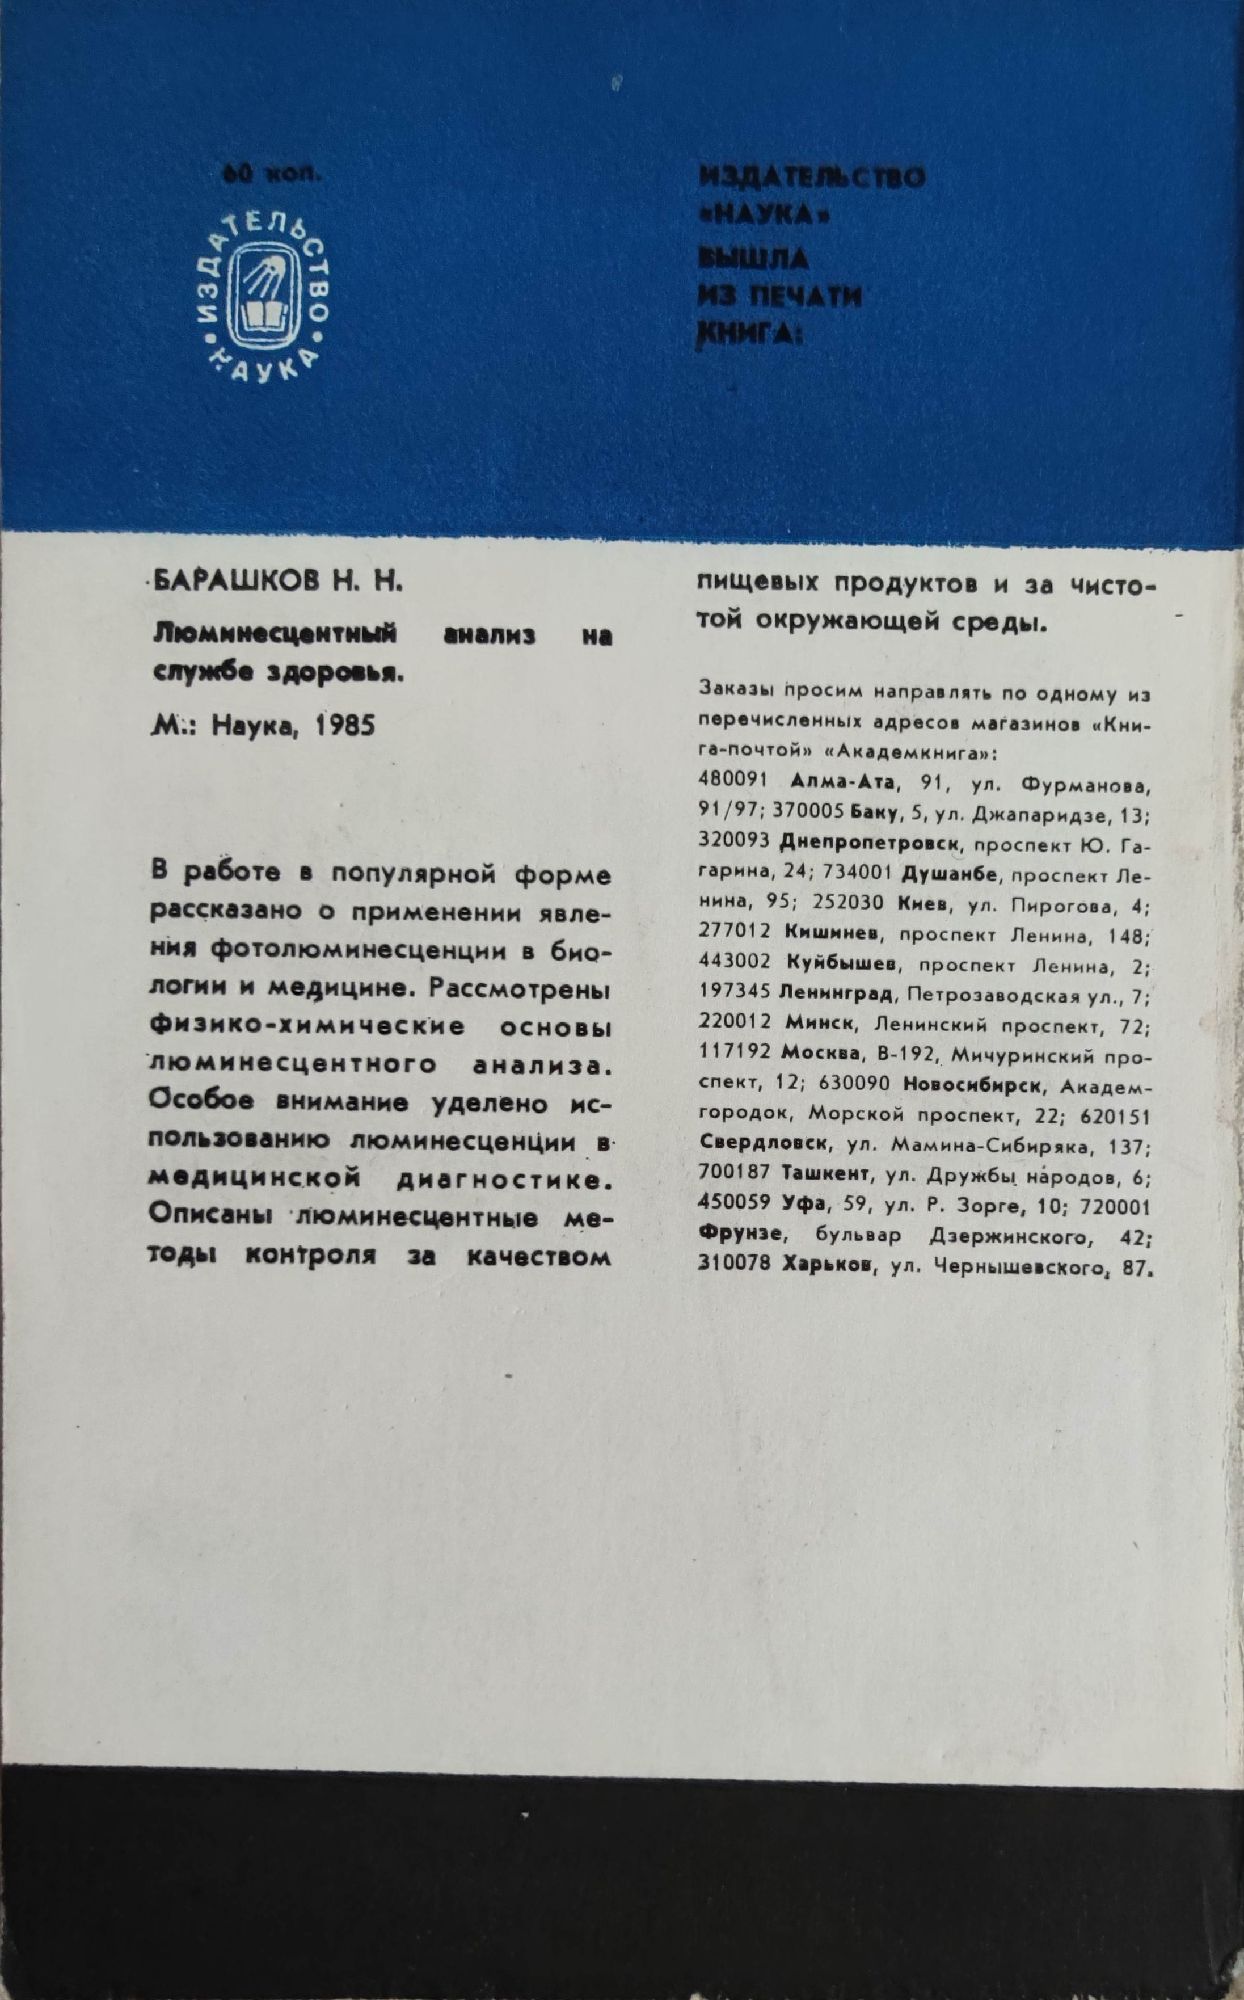 60 коп.
ИЗДАТЕЛЬСТВО
НАУКА
ИЗДАТЕЛЬСТВО
«НАУКА»
ВЫШЛА
ИЗ ПЕЧАТИ
КНИГА:
БАРАШКОВ Н. Н.
Люминесцентный анализ на
службе здоровья.
М.: Наука, 1985
В работе в популярной форме
рассказано о применении явле-
ния фотолюминесценции в био-
логии и медицине. Рассмотрены
физико-химические основы
люминесцентного анализа.
Особое внимание уделено ис-
пользованию люминесценции в
медицинской диагностике.
Описаны люминесцентные ме-
тоды контроля за качеством
пищевых продуктов и за чисто-
той окружающей среды.
Заказы просим направлять по одному из
перечисленных адресов магазинов «Кни-
га-почтой» «Академкнига»:
480091 Алма-Ата, 91, ул. Фурманова,
91/97; 370005 Баку, 5, ул. Джапаридзе, 13;
320093 Днепропетровск, проспект Ю. Га-
гарина, 24; 734001 Душанбе, проспект Ле-
нина, 95; 252030 Киев, ул. Пирогова, 4;
277012 Кишинев, проспект Ленина, 148;
443002 Куйбышев, проспект Ленина, 2;
197345 Ленинград, Петрозаводская ул., 7;
220012 Минск, Ленинский проспект, 72;
117192 Москва, В-192, Мичуринский про-
спект, 12; 630090 Новосибирск, Академ-
городок, Морской проспект, 22; 620151
Свердловск, ул. Мамина-Сибиряка, 137;
700187 Ташкент, ул. Дружбы народов, 6;
450059 Уфа, 59, ул. Р. Зорге, 10; 720001
Фрунзе, бульвар Дзержинского, 42;
310078 Харьков, ул. Чернышевского, 87.